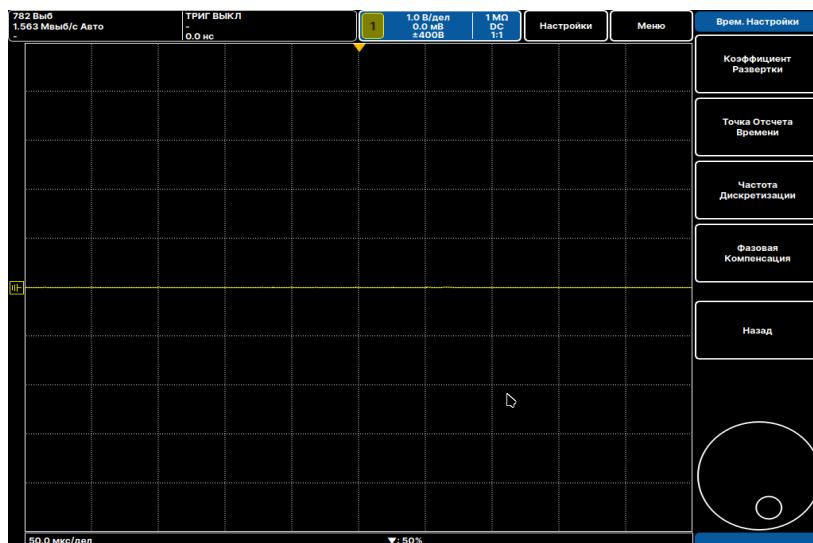 782 Выб
1.563 Мвыб/с Авто
-
ТРИГ ВЫКЛ
-
0.0 нс
1
1.0 В/дел
0.0 мВ
±400В
1 MΩ
DC
1:1
Настройки
Меню
Врем. Настройки
Коэффициент
Развертки
Точка Отсчета
Времени
Частота
Дискретизации
Фазовая
Компенсация
Назад
50.0 мкс/дел
▼: 50%